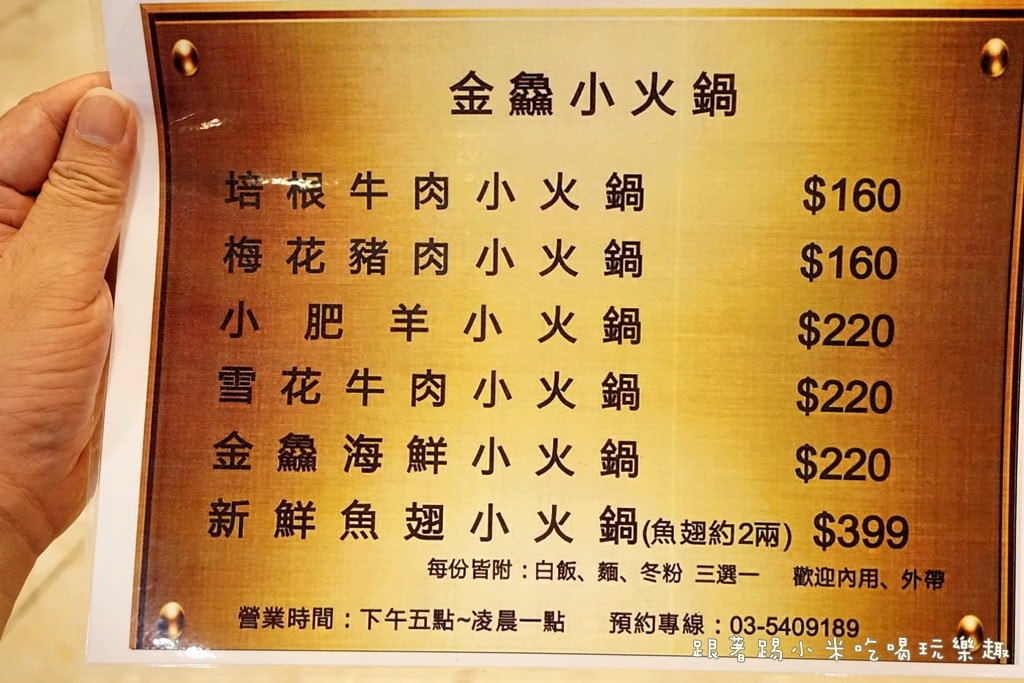 金鱻小火鍋
培根牛肉小火鍋 $160
梅花豬肉小火鍋 $160
小肥羊小火鍋 $220
雪花牛肉小火鍋 $220
金鱻海鮮小火鍋 $220
新鮮魚翅小火鍋(魚翅約2兩) $399
每份皆附：白飯、麵、冬粉 三選一 歡迎內用、外帶
營業時間：下午五點~凌晨一點 預約專線：03-5409189
跟著踢小米吃喝玩樂趣